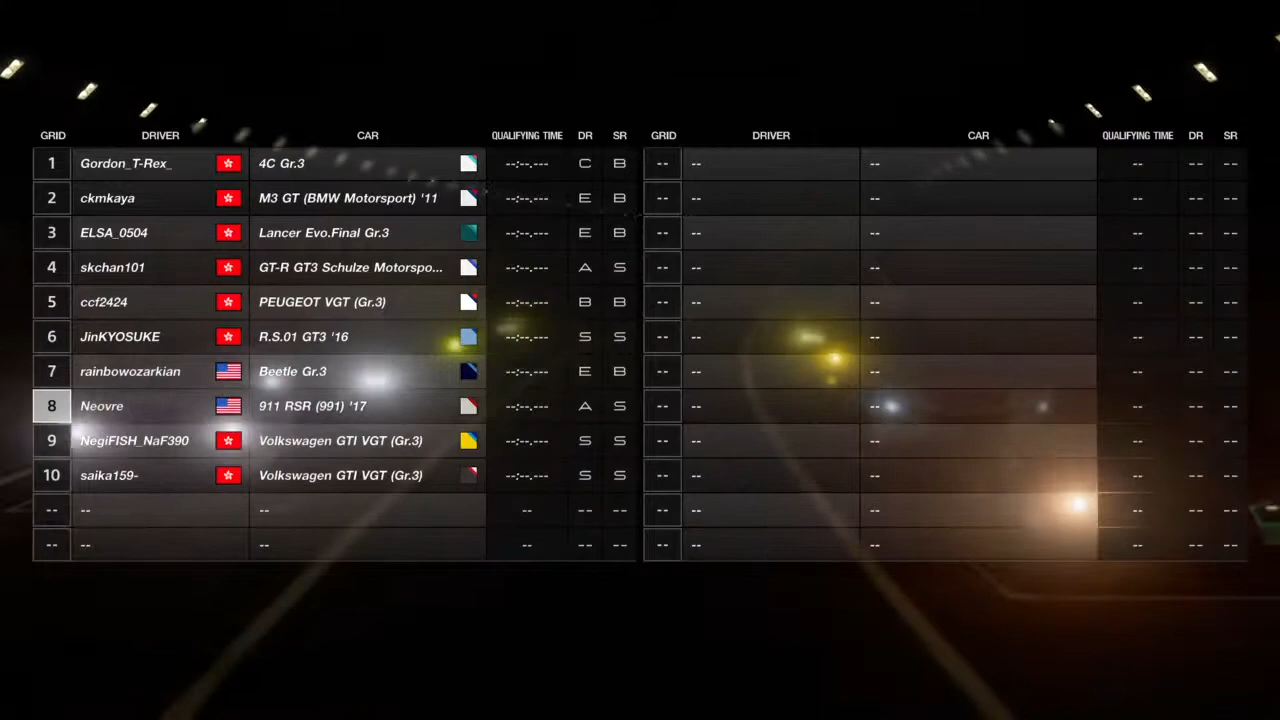 GRID DRIVER CAR QUALIFYING TIME DR SR GRID DRIVER CAR QUALIFYING TIME DR SR
1 Gordon_T-Rex_ 4C Gr.3 --:--.--- C B -- -- -- -- -- --
2 ckmkaya M3 GT (BMW Motorsport) '11 --:--.--- E B -- -- -- -- -- --
3 ELSA_0504 Lancer Evo.Final Gr.3 --:--.--- E B -- -- -- -- -- --
4 skchan101 GT-R GT3 Schulze Motorspo... --:--.--- A S -- -- -- -- -- --
5 ccf2424 PEUGEOT VGT (Gr.3) --:--.--- B B -- -- -- -- -- --
6 JinKYOSUKE R.S.01 GT3 '16 --:--.--- S S -- -- -- -- -- --
7 rainbowozarkian Beetle Gr.3 --:--.--- E B -- -- -- -- -- --
8 Neovre 911 RSR (991) '17 --:--.--- A S -- -- -- -- -- --
9 NegiFISH_NaF390 Volkswagen GTI VGT (Gr.3) --:--.--- S S -- -- -- -- -- --
10 saika159- Volkswagen GTI VGT (Gr.3) --:--.--- S S -- -- -- -- -- --
-- -- -- -- -- -- -- -- -- -- -- --
-- -- -- -- -- -- -- -- -- -- -- --